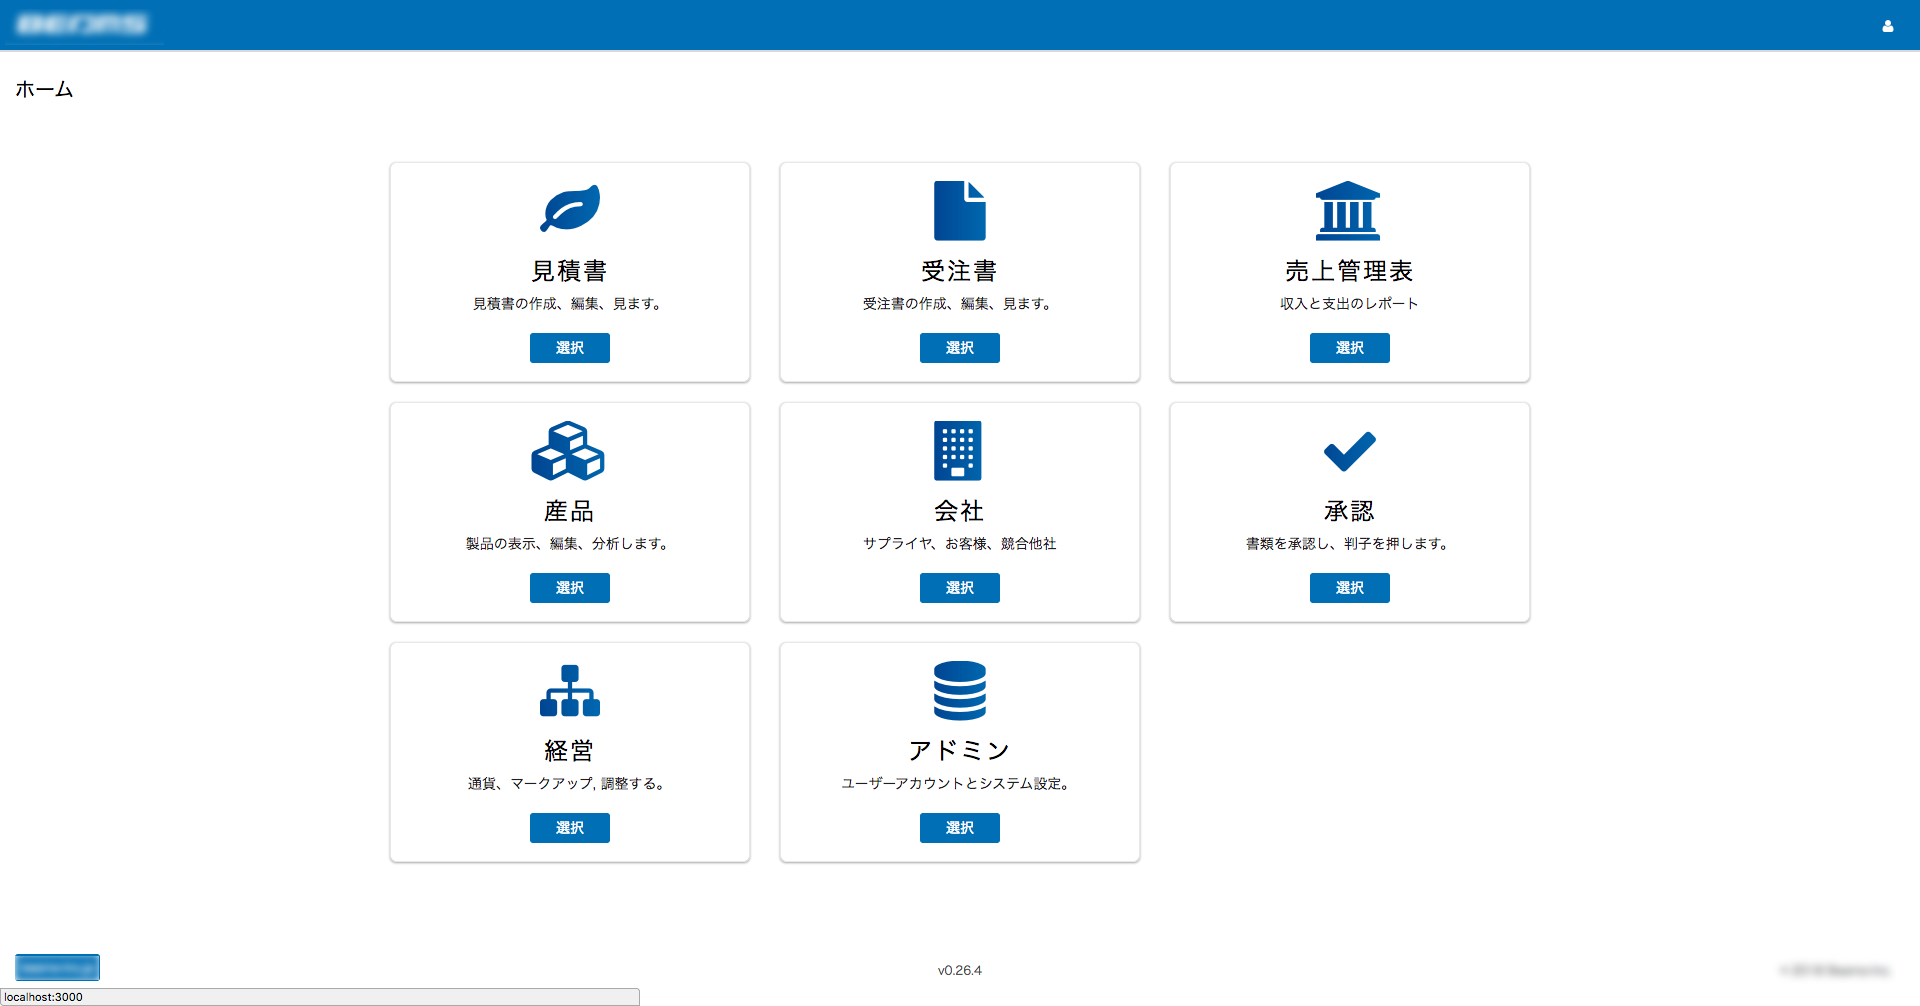 ホーム
見積書
見積書の作成、編集、見ます。
選択
受注書
受注書の作成、編集、見ます。
選択
売上管理表
収入と支出のレポート
選択
産品
製品の表示、編集、分析します。
選択
会社
サプライヤ、お客様、競合他社
選択
承認
書類を承認し、判子を押します。
選択
経営
通貨、マークアップ, 調整する。
選択
アドミン
ユーザーアカウントとシステム設定。
選択
v0.26.4
localhost:3000